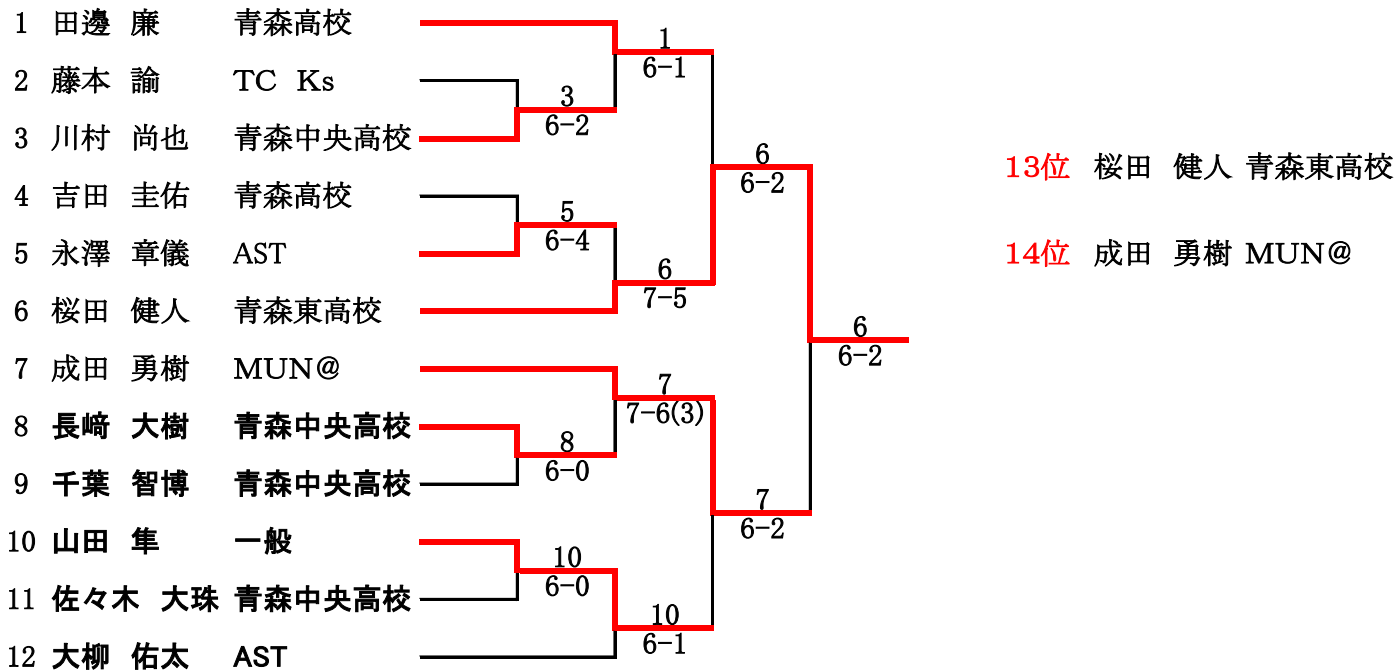 1 田邊 廉 青森高校
2 藤本 諭 TC Ks
3 川村 尚也 青森中央高校
4 吉田 圭佑 青森高校
5 永澤 章儀 AST
6 桜田 健人 青森東高校
7 成田 勇樹 MUN@
8 長﨑 大樹 青森中央高校
9 千葉 智博 青森中央高校
10 山田 隼 一般
11 佐々木 大珠 青森中央高校
12 大柳 佑太 AST
3
6-2
5
6-4
8
6-0
10
6-0
1
6-1
6
7-5
7
7-6(3)
10
6-1
6
6-2
7
6-2
6
6-2
13位 桜田 健人 青森東高校
14位 成田 勇樹 MUN@